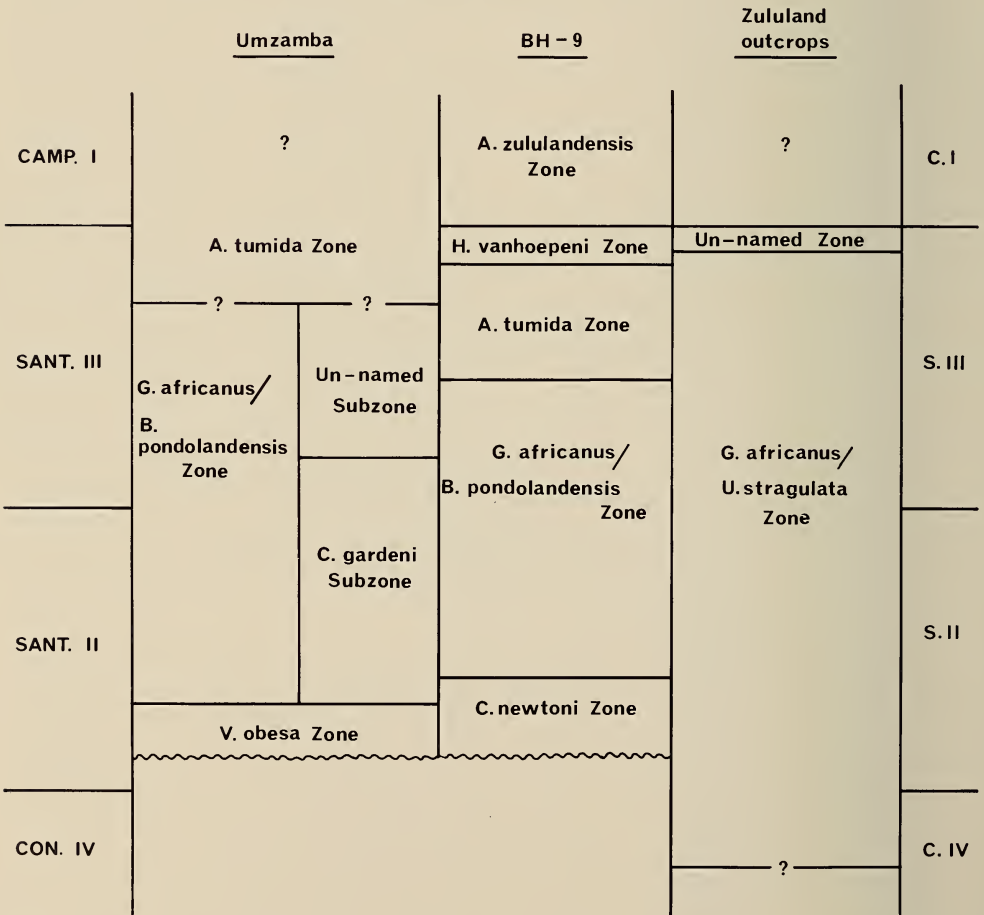 Umzamba
BH-9
Zululand
outcrops
CAMP. I
?
A. zululandensis
Zone
?
C. I
A. tumida Zone
H. vanhoepeni Zone
Un-named Zone
?
?
A. tumida Zone
SANT. III
G. africanus/
B.
pondolandensis
Zone
Un-named
Subzone
G. africanus/
B. pondolandensis
Zone
G. africanus/
U. stragulata
Zone
S. III
C. gardeni
Subzone
SANT. II
S. II
V. obesa Zone
C. newtoni Zone
CON. IV
?
C. IV